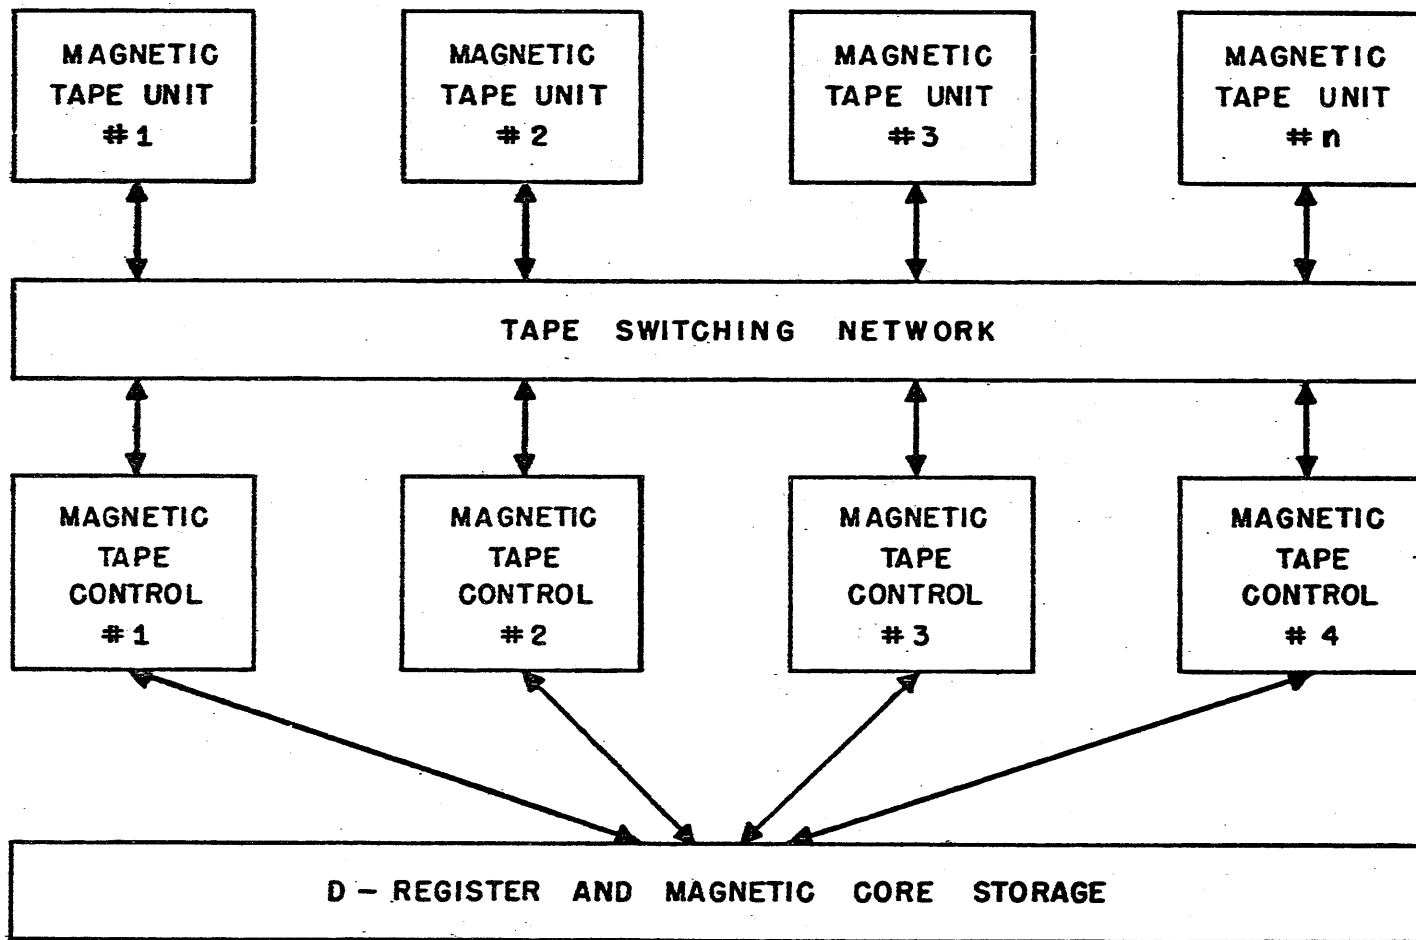 MAGNETIC
TAPE UNIT
#1
MAGNETIC
TAPE UNIT
#2
MAGNETIC
TAPE UNIT
#3
MAGNETIC
TAPE UNIT
#n
TAPE SWITCHING NETWORK
MAGNETIC
TAPE
CONTROL
#1
MAGNETIC
TAPE
CONTROL
#2
MAGNETIC
TAPE
CONTROL
#3
MAGNETIC
TAPE
CONTROL
# 4
D - REGISTER AND MAGNETIC CORE STORAGE